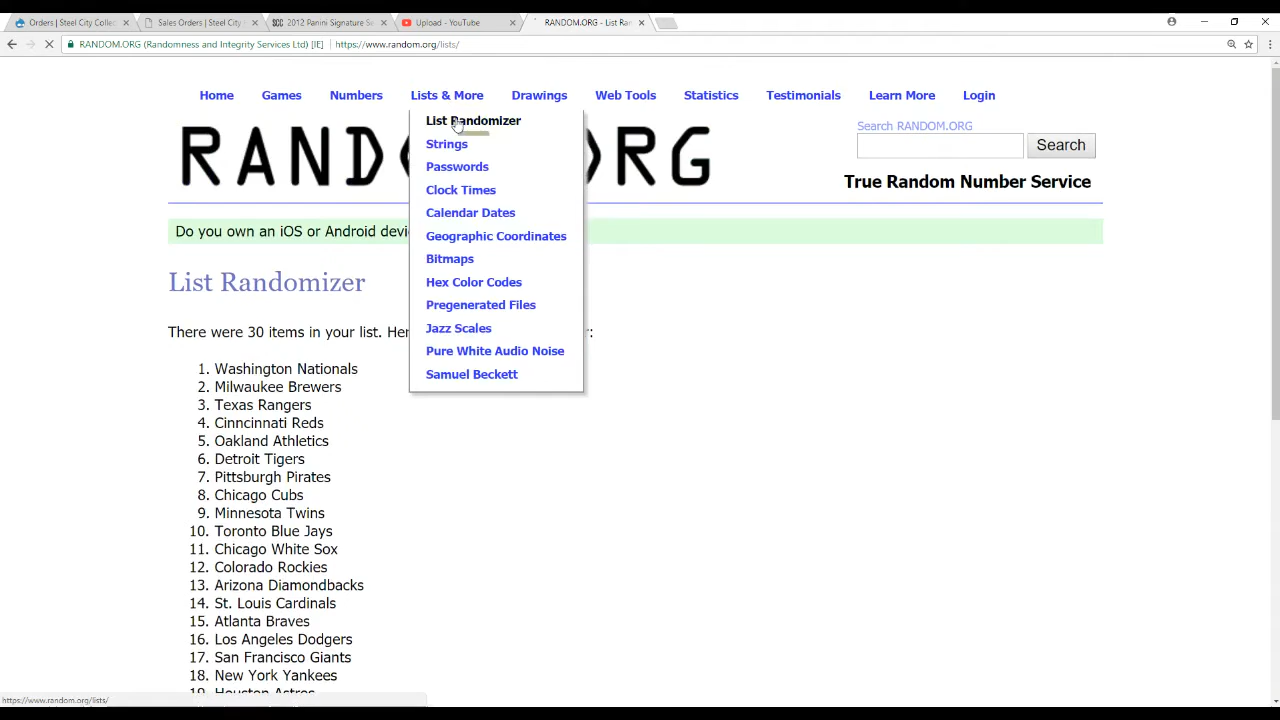 Orders | Steel City Collec
Sales Orders | Steel City
2012 Panini Signature Se
Upload - YouTube
RANDOM.ORG - List Ra
RANDOM.ORG (Randomness and Integrity Services Ltd) [IE] | https://www.random.org/lists/
Home Games Numbers Lists & More Drawings Web Tools Statistics Testimonials Learn More Login
List Randomizer
Strings
Passwords
Clock Times
Calendar Dates
Geographic Coordinates
Bitmaps
Hex Color Codes
Pregenerated Files
Jazz Scales
Pure White Audio Noise
Samuel Beckett
RANDOM.ORG
Search RANDOM.ORG
Search
True Random Number Service
Do you own an iOS or Android devi
List Randomizer
There were 30 items in your list. Her
1. Washington Nationals
2. Milwaukee Brewers
3. Texas Rangers
4. Cinncinnati Reds
5. Oakland Athletics
6. Detroit Tigers
7. Pittsburgh Pirates
8. Chicago Cubs
9. Minnesota Twins
10. Toronto Blue Jays
11. Chicago White Sox
12. Colorado Rockies
13. Arizona Diamondbacks
14. St. Louis Cardinals
15. Atlanta Braves
16. Los Angeles Dodgers
17. San Francisco Giants
18. New York Yankees
19. Houston Astros
https://www.random.org/lists/